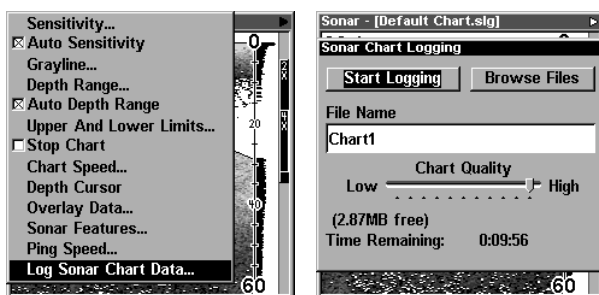 Sensitivity...
Auto Sensitivity
Grayline...
Depth Range...
Auto Depth Range
Upper And Lower Limits...
Stop Chart
Chart Speed...
Depth Cursor
Overlay Data...
Sonar Features...
Ping Speed...
Log Sonar Chart Data...
0
20
40
60
2X
4X
Sonar - [Default Chart.slg]
Sonar Chart Logging
Start Logging Browse Files
File Name
Chart1
Chart Quality
Low High
(2.87MB free)
Time Remaining: 0:09:56
60